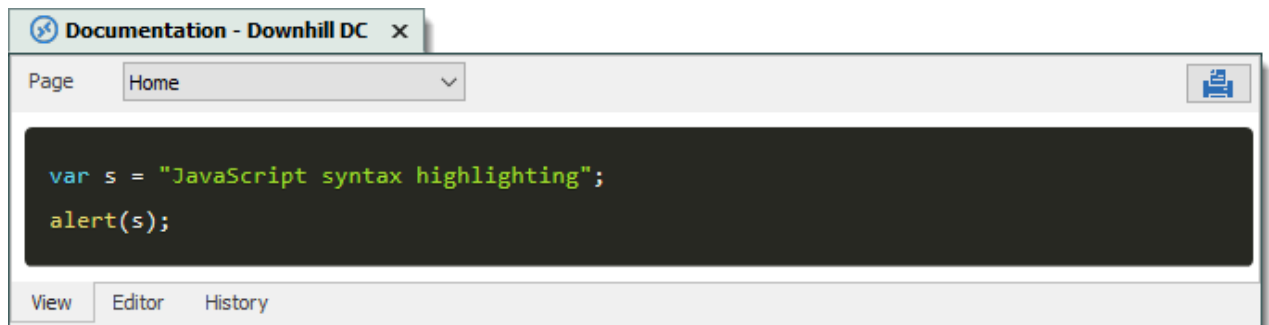 Documentation - Downhill DC
Page Home
var s = "JavaScript syntax highlighting";
alert(s);
View Editor History